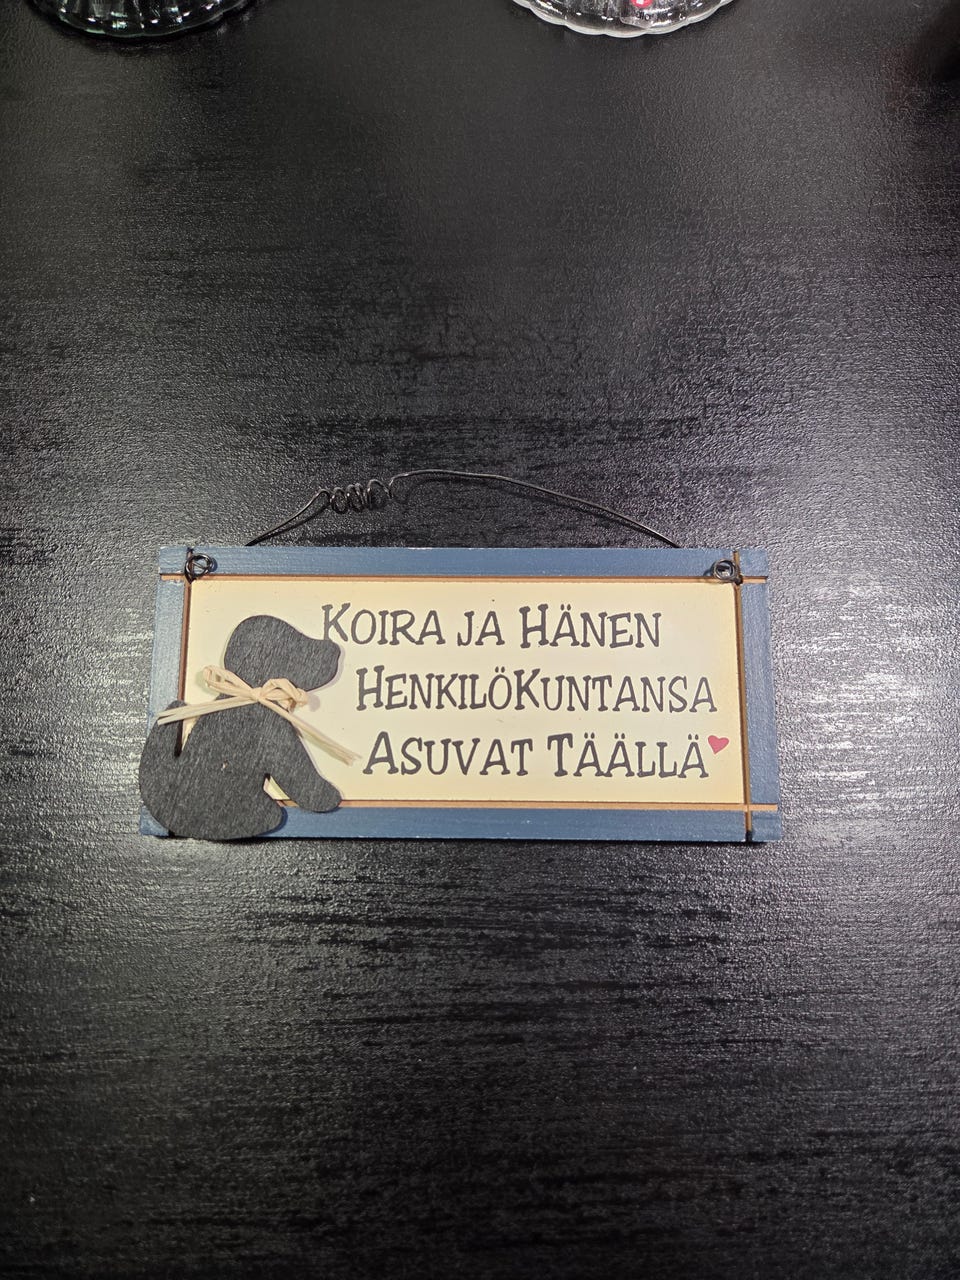 Koira ja Hänen
HenkilöKuntansa
Asuvat Täällä